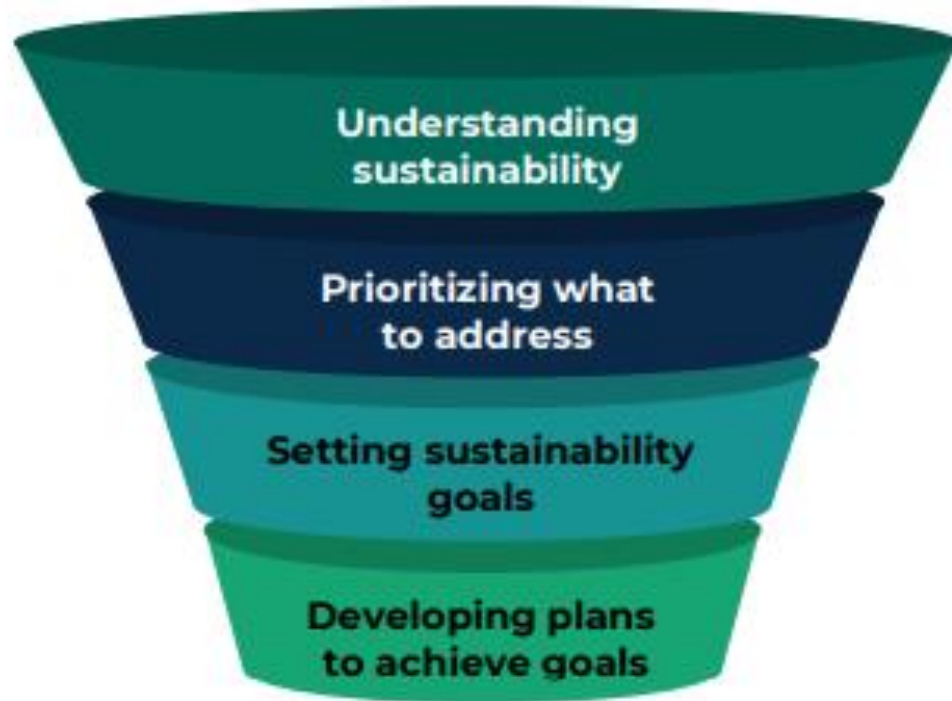 Understanding
sustainability
Prioritizing what
to address
Setting sustainability
goals
Developing plans
to achieve goals